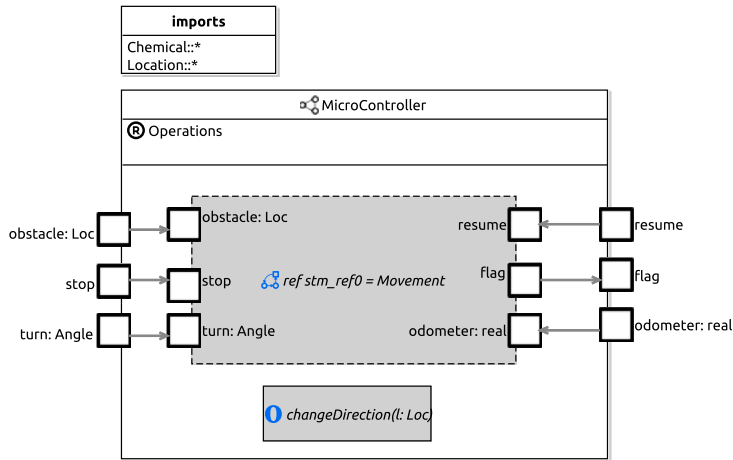 imports
Chemical::*
Location::*
MicroController
R Operations
obstacle: Loc
obstacle: Loc
resume
resume
stop
stop
ref stm_ref0 = Movement
flag
flag
turn: Angle
turn: Angle
odometer: real
odometer: real
O changeDirection(l: Loc)